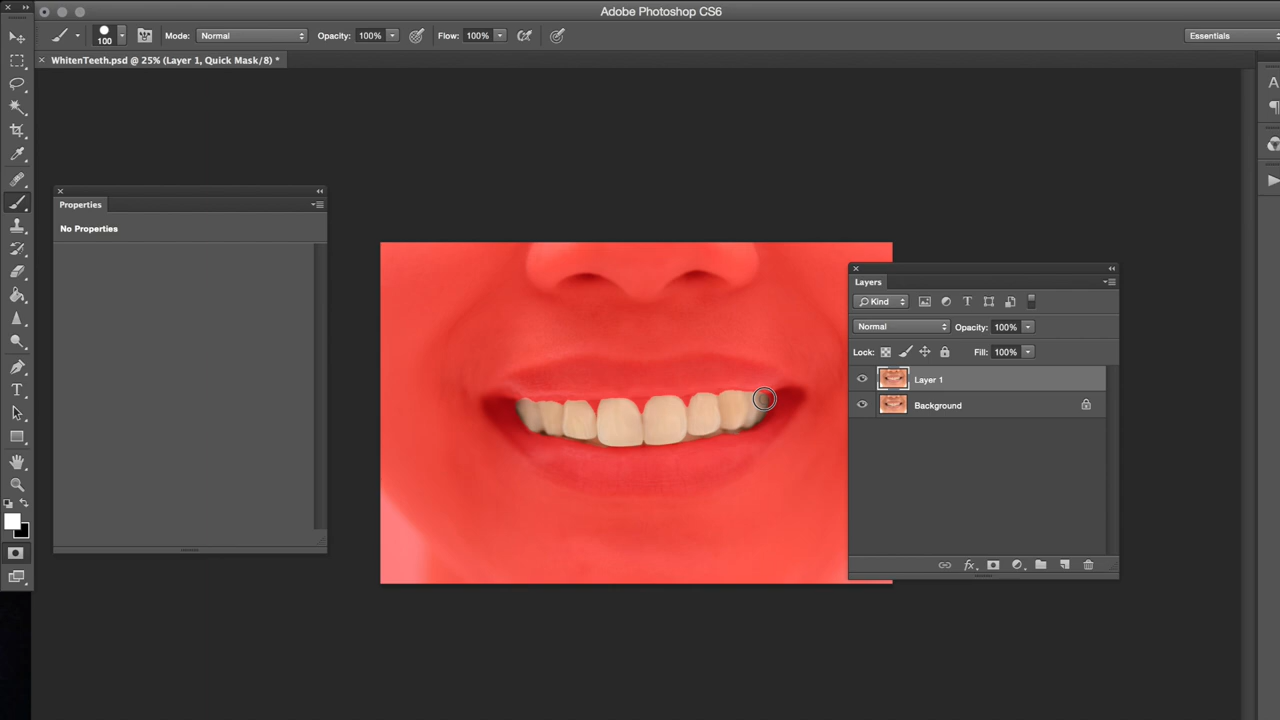 Adobe Photoshop CS6
100
Mode: Normal
Opacity: 100%
Flow: 100%
Essentials
WhitenTeeth.psd @ 25% (Layer 1, Quick Mask/8) *
Properties
No Properties
Layers
Kind
Normal
Opacity: 100%
Lock:
Fill: 100%
Layer 1
Background